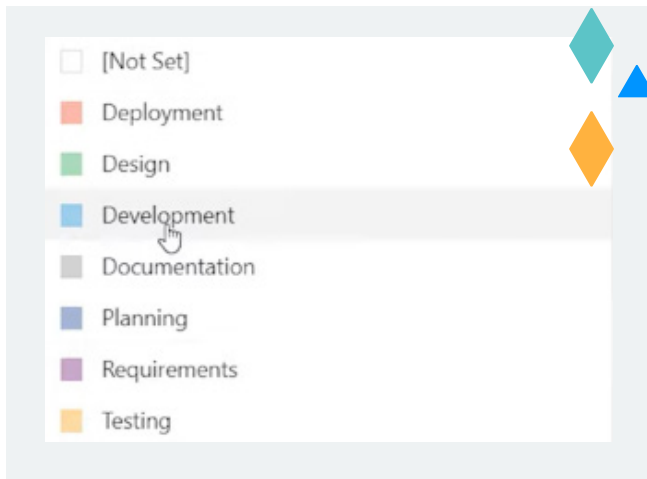 [Not Set]
Deployment
Design
Development
Documentation
Planning
Requirements
Testing